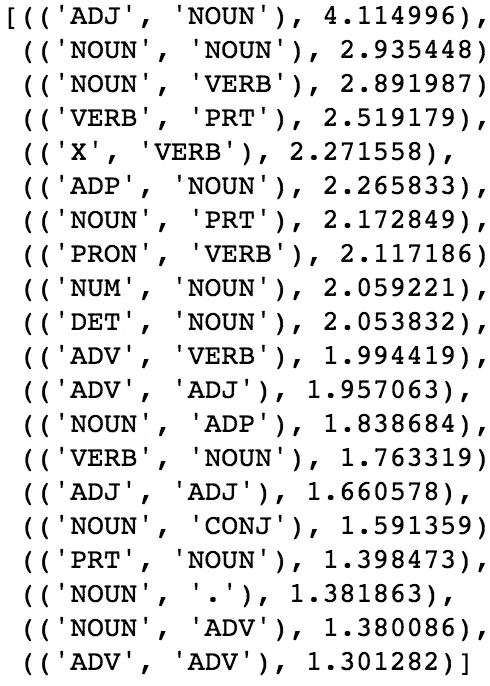 [(('ADJ', 'NOUN'), 4.114996),
(('NOUN', 'NOUN'), 2.935448)
(('NOUN', 'VERB'), 2.891987)
(('VERB', 'PRT'), 2.519179),
(('X', 'VERB'), 2.271558),
(('ADP', 'NOUN'), 2.265833),
(('NOUN', 'PRT'), 2.172849),
(('PRON', 'VERB'), 2.117186)
(('NUM', 'NOUN'), 2.059221),
(('DET', 'NOUN'), 2.053832),
(('ADV', 'VERB'), 1.994419),
(('ADV', 'ADJ'), 1.957063),
(('NOUN', 'ADP'), 1.838684),
(('VERB', 'NOUN'), 1.763319)
(('ADJ', 'ADJ'), 1.660578),
(('NOUN', 'CONJ'), 1.591359)
(('PRT', 'NOUN'), 1.398473),
(('NOUN', '.'), 1.381863),
(('NOUN', 'ADV'), 1.380086),
(('ADV', 'ADV'), 1.301282)]